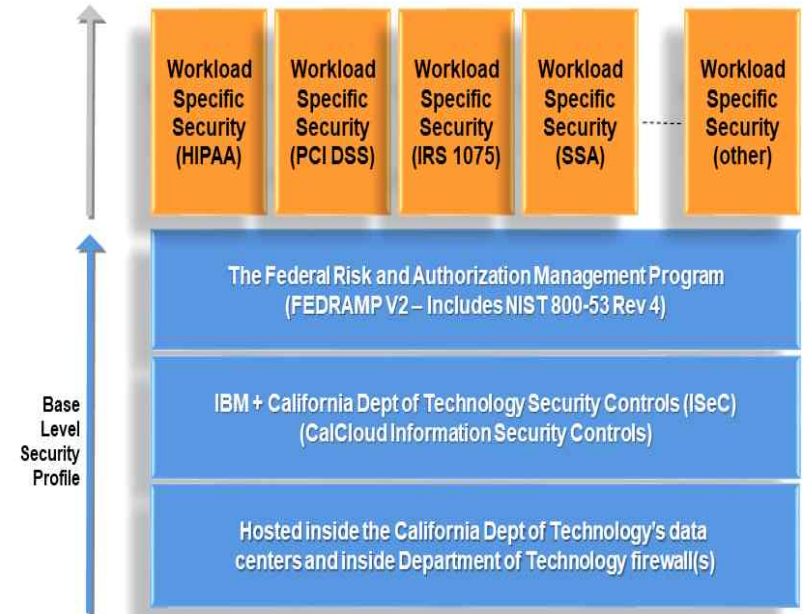 Workload
Specific
Security
(HIPAA)
Workload
Specific
Security
(PCI DSS)
Workload
Specific
Security
(IRS 1075)
Workload
Specific
Security
(SSA)
Workload
Specific
Security
(other)
The Federal Risk and Authorization Management Program
(FEDRAMP V2 – Includes NIST 800-53 Rev 4)
IBM + California Dept of Technology Security Controls (ISeC)
(CalCloud Information Security Controls)
Base
Level
Security
Profile
Hosted inside the California Dept of Technology's data
centers and inside Department of Technology firewall(s)